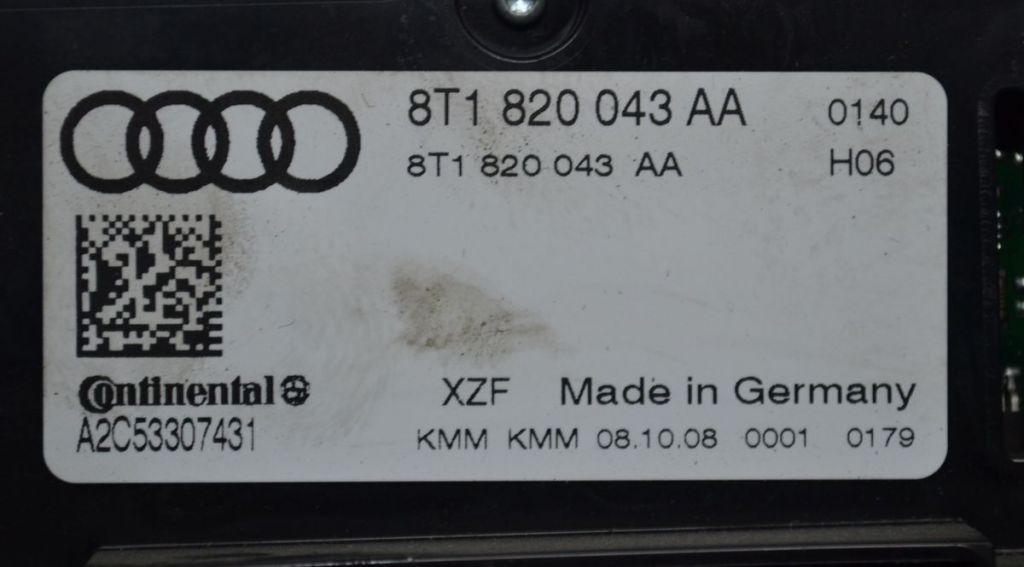 8T1 820 043 AA 0140
8T1 820 043 AA H06
Continental
XZF Made in Germany
A2C53307431
KMM KMM 08.10.08 0001 0179